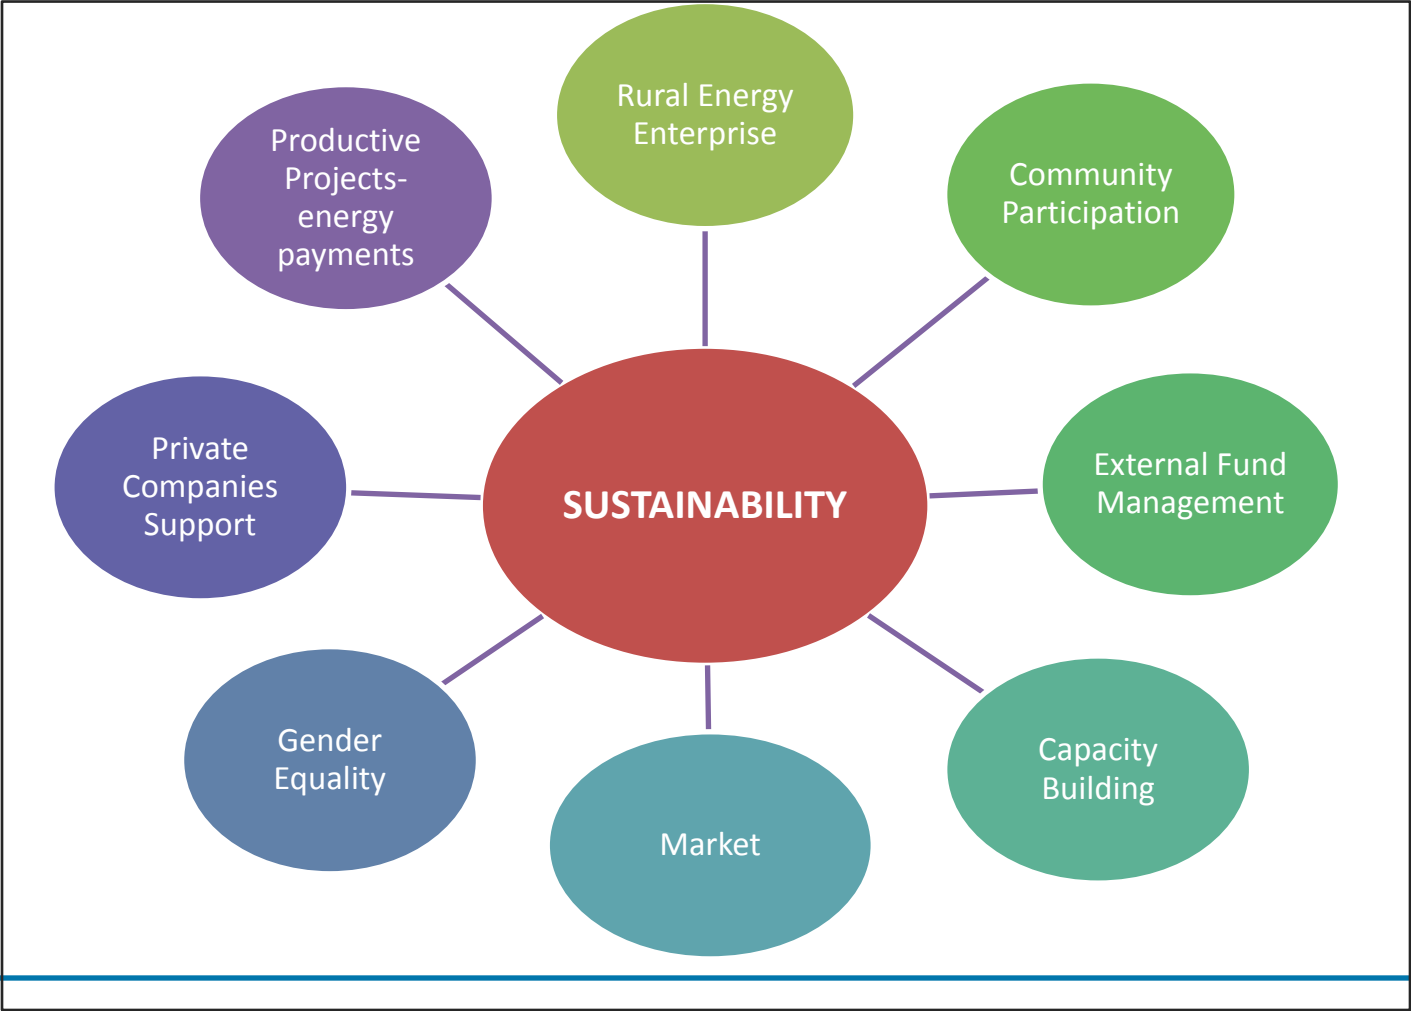 Rural Energy
Enterprise
Community
Participation
External Fund
Management
Capacity
Building
Market
Gender
Equality
Private
Companies
Support
Productive
Projects-
energy
payments
SUSTAINABILITY